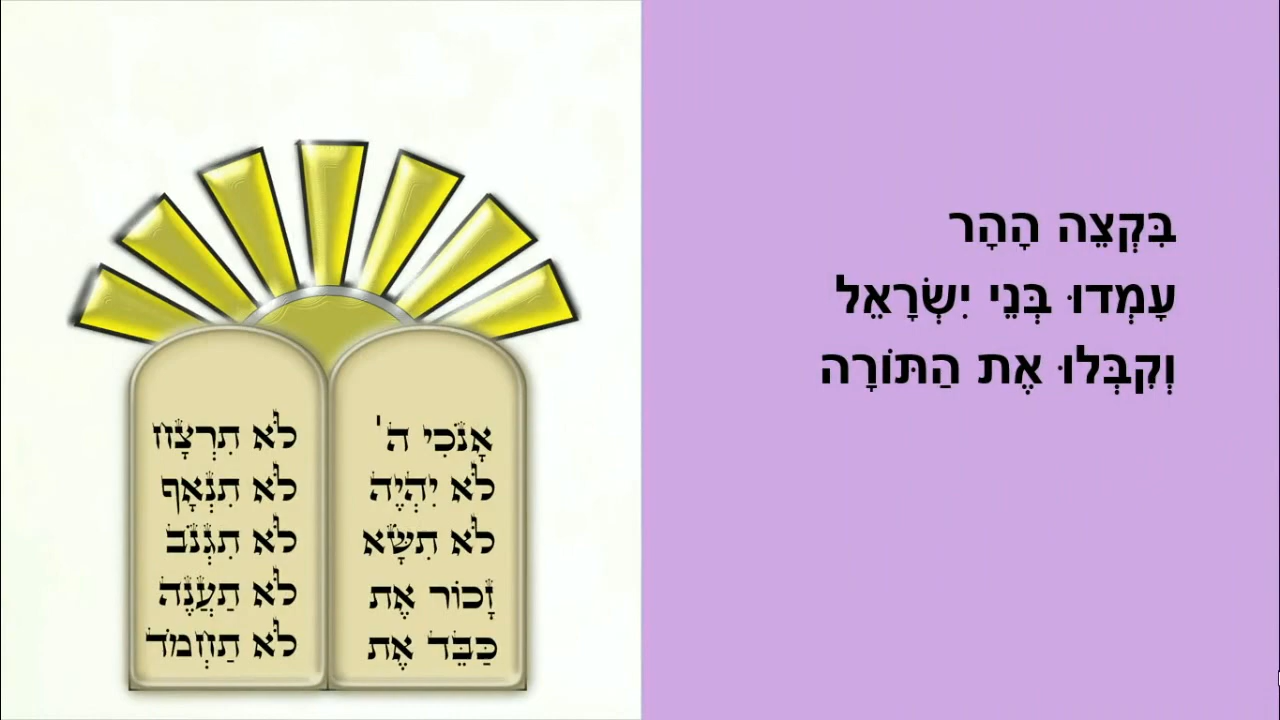 בִּקְצֵה הָהָר
עָמְדוּ בְּנֵי יִשְׂרָאֵל
וְקִבְּלוּ אֶת הַתּוֹרָה
אָנֹכִי ה'
לֹא יִהְיֶה
לֹא תִשָּׂא
זָכוֹר אֶת
כַּבֵּד אֶת
לֹא תִרְצָח
לֹא תִנְאָף
לֹא תִגְנֹב
לֹא תַעֲנֶה
לֹא תַחְמֹד